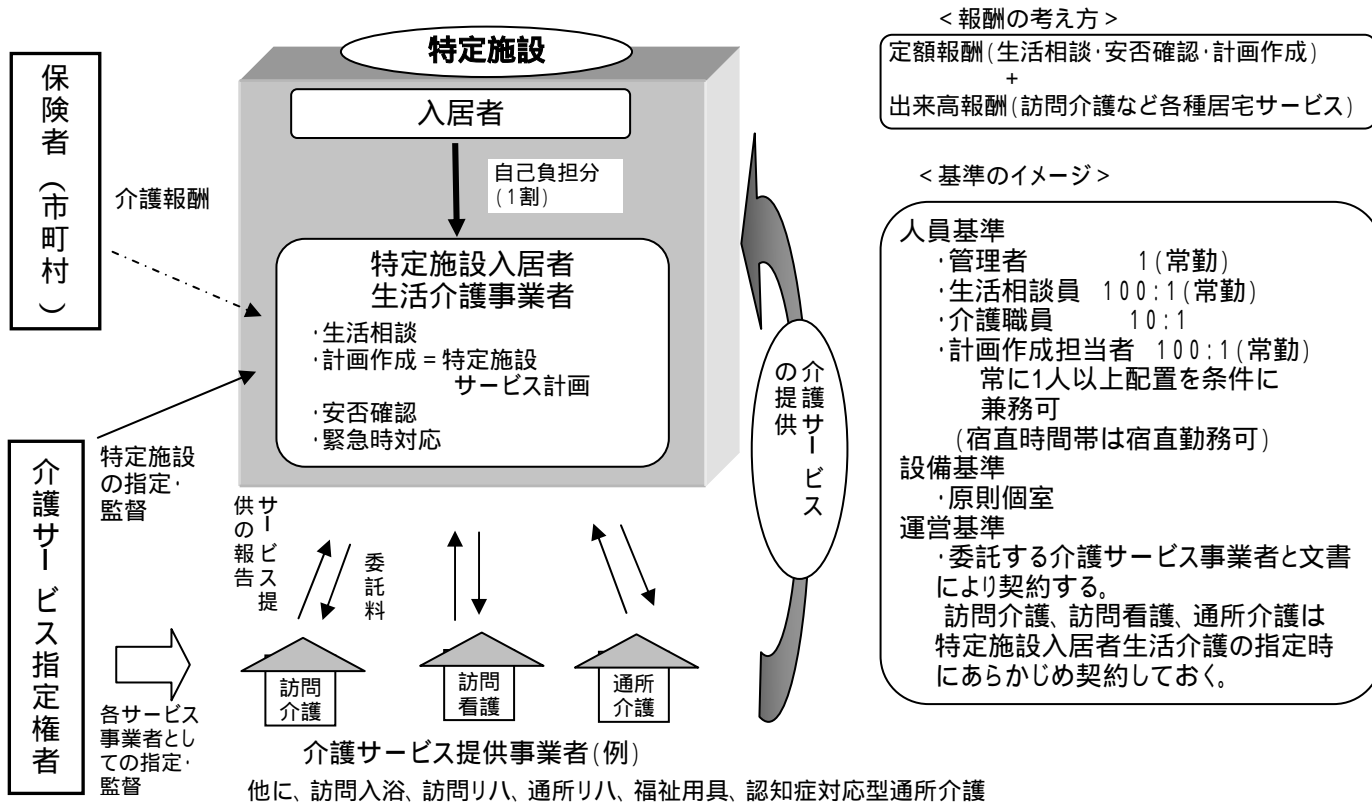 特定施設
保険者(市町村)
介護報酬
入居者
自己負担分
(1割)
特定施設入居者
生活介護事業者
·生活相談
·計画作成=特定施設
サービス計画
·安否確認
·緊急時対応
介護サービス指定権者
特定施設
の指定·
監督
サービス提
供の報告
委託料
介護サービス
の提供
各サービス
事業者とし
ての指定·
監督
訪問
介護
訪問
看護
通所
介護
介護サービス提供事業者(例)
他に、訪問入浴、訪問リハ、通所リハ、福祉用具、認知症対応型通所介護
<報酬の考え方>
定額報酬(生活相談·安否確認·計画作成)
+
出来高報酬(訪問介護など各種居宅サービス)
<基準のイメージ>
人員基準
·管理者 1(常勤)
·生活相談員 100:1(常勤)
·介護職員 10:1
·計画作成担当者 100:1(常勤)
常に1人以上配置を条件に
兼務可
(宿直時間帯は宿直勤務可)
設備基準
·原則個室
運営基準
·委託する介護サービス事業者と文書
により契約する。
訪問介護、訪問看護、通所介護は
特定施設入居者生活介護の指定時
にあらかじめ契約しておく。